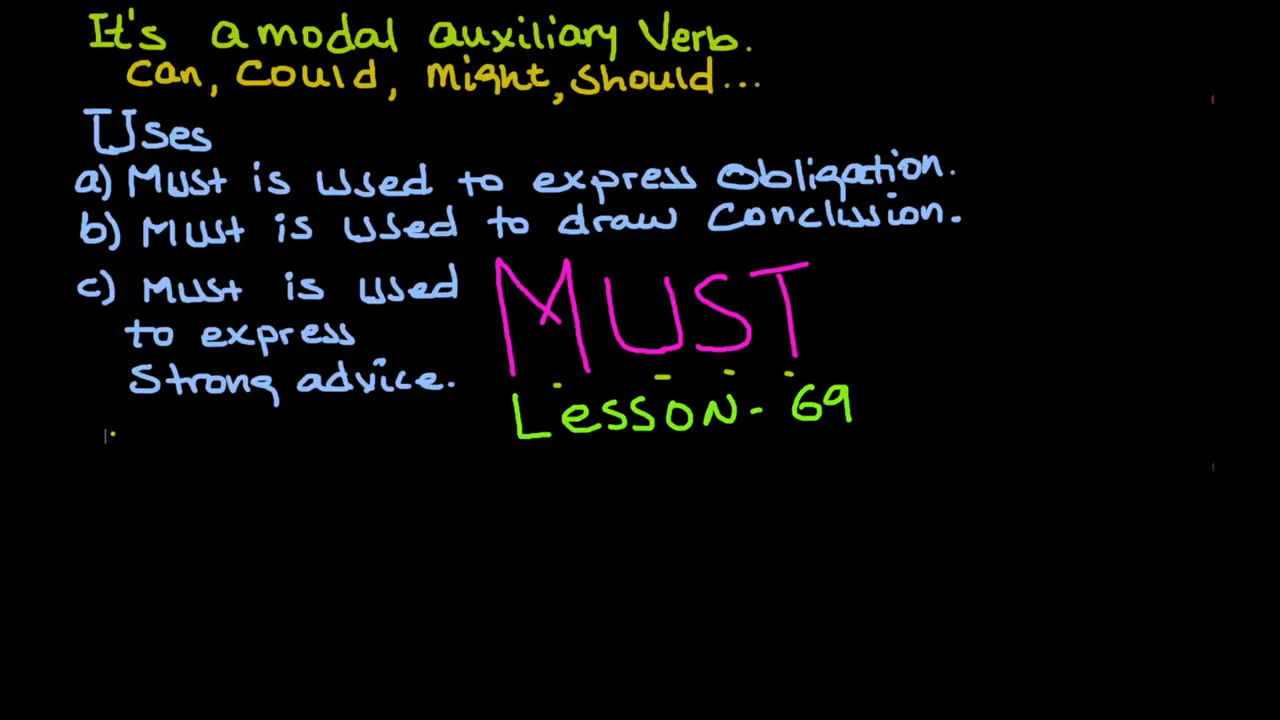 It's a modal auxiliary Verb.
Can, Could, Might, Should...
Uses
a) Must is used to express Obligation.
b) Must is used to draw Conclusion.
c) Must is used
to express
Strong advice.
MUST
Lesson-69